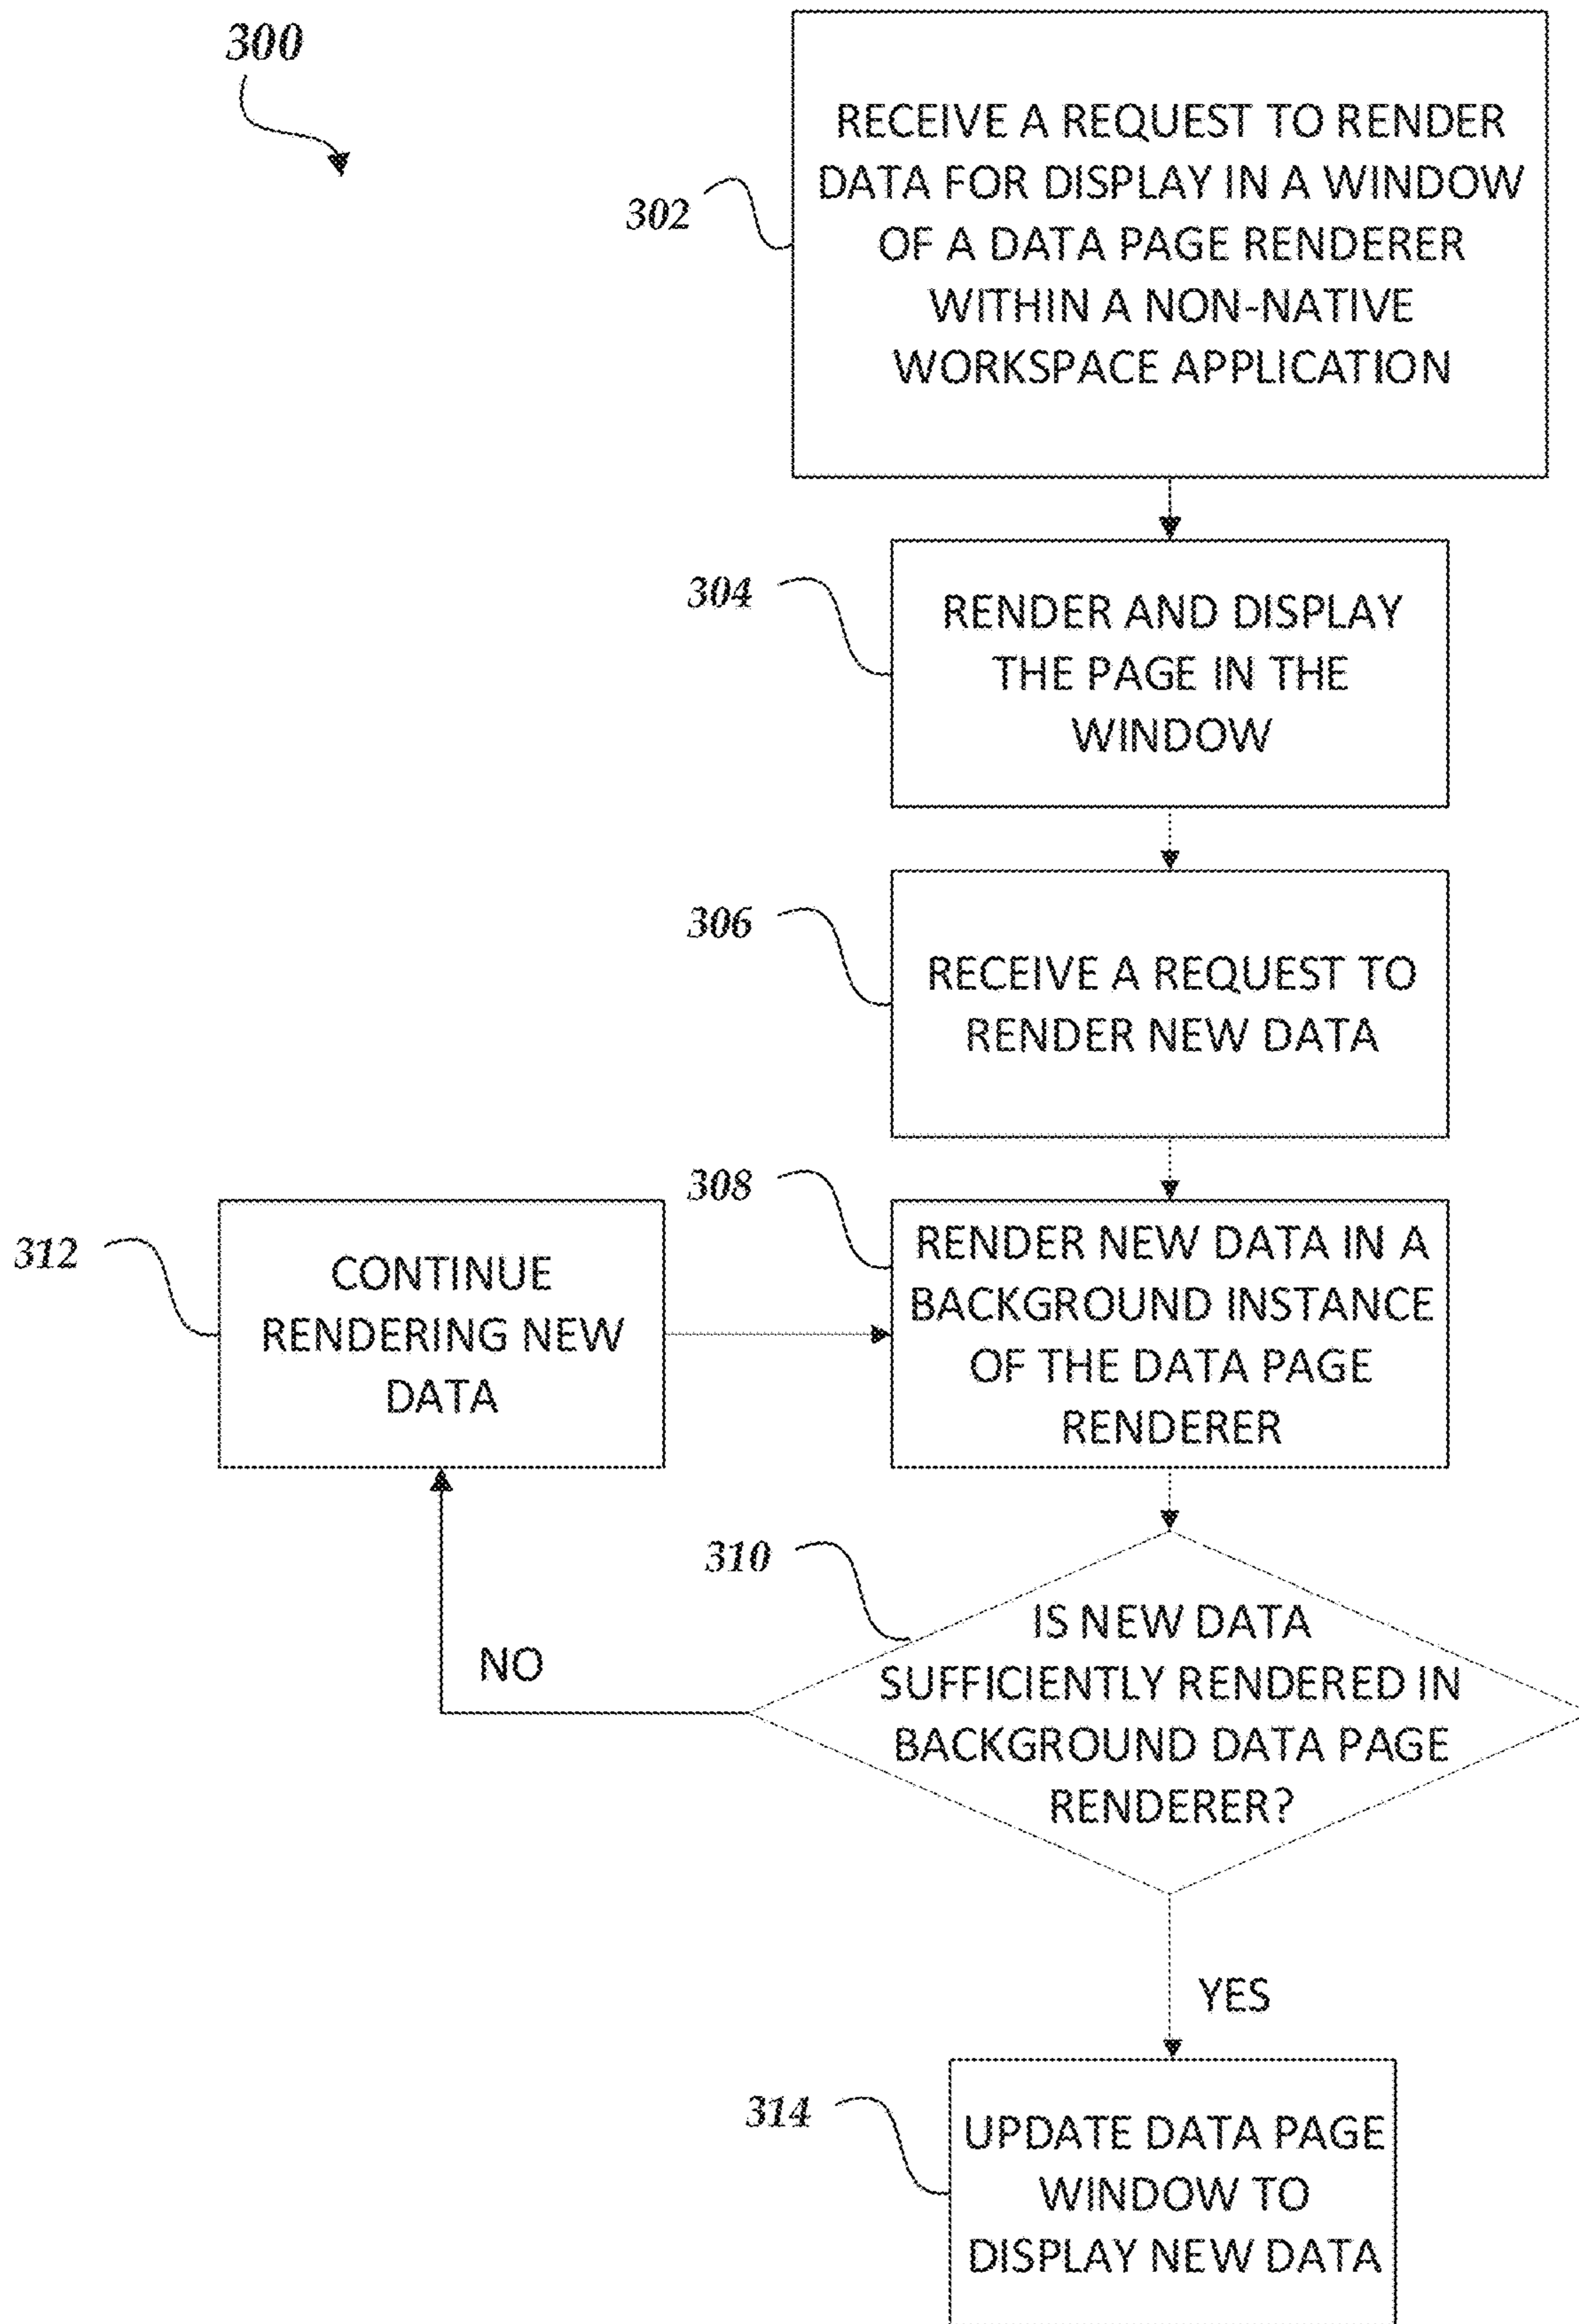 300
302
RECEIVE A REQUEST TO RENDER
DATA FOR DISPLAY IN A WINDOW
OF A DATA PAGE RENDERER
WITHIN A NON-NATIVE
WORKSPACE APPLICATION
304
RENDER AND DISPLAY
THE PAGE IN THE
WINDOW
306
RECEIVE A REQUEST TO
RENDER NEW DATA
308
RENDER NEW DATA IN A
BACKGROUND INSTANCE
OF THE DATA PAGE
RENDERER
312
CONTINUE
RENDERING NEW
DATA
310
IS NEW DATA
SUFFICIENTLY RENDERED IN
BACKGROUND DATA PAGE
RENDERER?
NO
YES
314
UPDATE DATA PAGE
WINDOW TO
DISPLAY NEW DATA